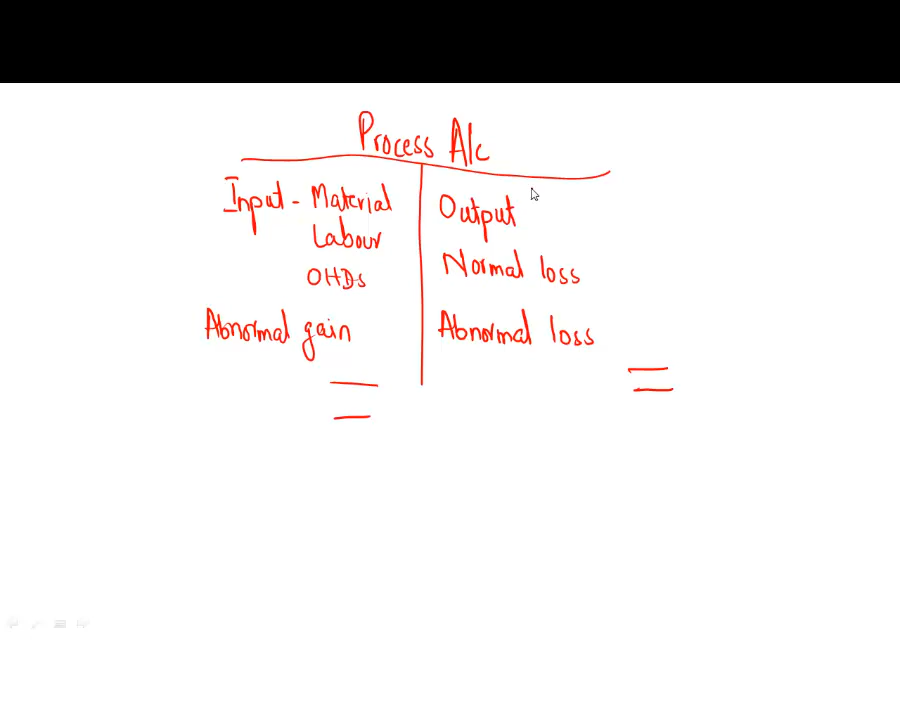 Process A/c
Input - Material
Labour
OHDs
Abnormal gain
Output
Normal loss
Abnormal loss